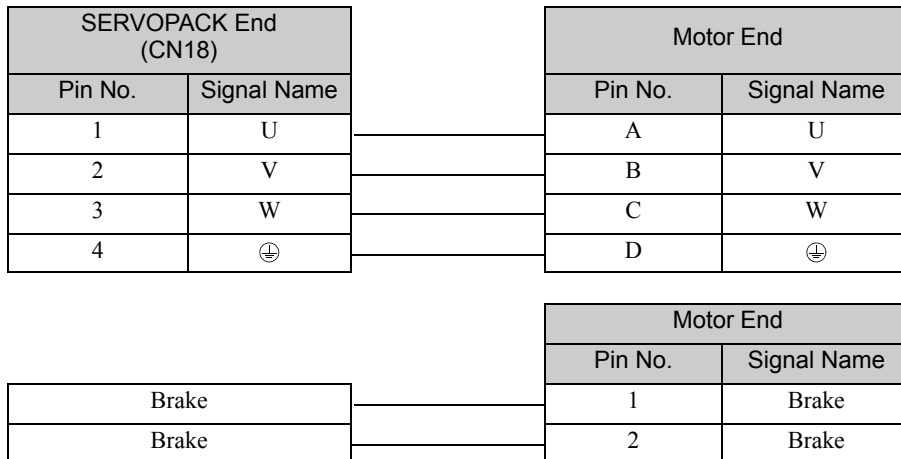 SERVOPACK End
(CN18)
Motor End
Pin No. Signal Name Pin No. Signal Name
1 U A U
2 V B V
3 W C W
4 ⏚ D ⏚
Motor End
Pin No. Signal Name
Brake 1 Brake
Brake 2 Brake